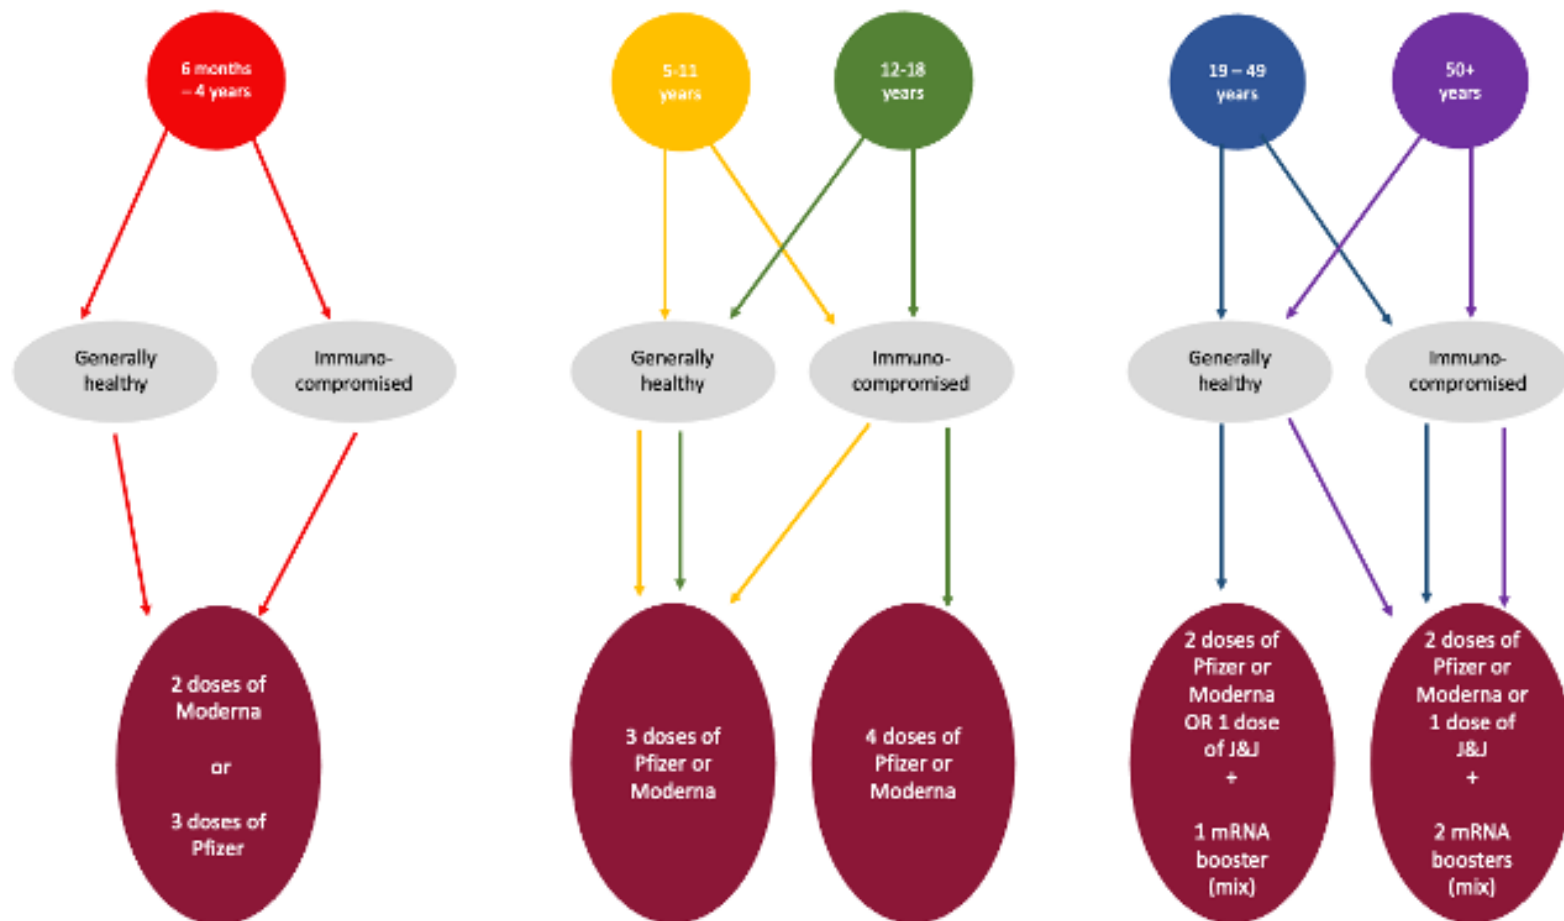 6 months
– 4 years
5-11
years
12-18
years
19 – 49
years
50+
years
Generally
healthy
Immuno-
compromised
Generally
healthy
Immuno-
compromised
Generally
healthy
Immuno-
compromised
2 doses of
Moderna
or
3 doses of
Pfizer
3 doses of
Pfizer or
Moderna
4 doses of
Pfizer or
Moderna
2 doses of
Pfizer or
Moderna
OR 1 dose
of J&J
+
1 mRNA
booster
(mix)
2 doses of
Pfizer or
Moderna or
1 dose of
J&J
+
2 mRNA
boosters
(mix)